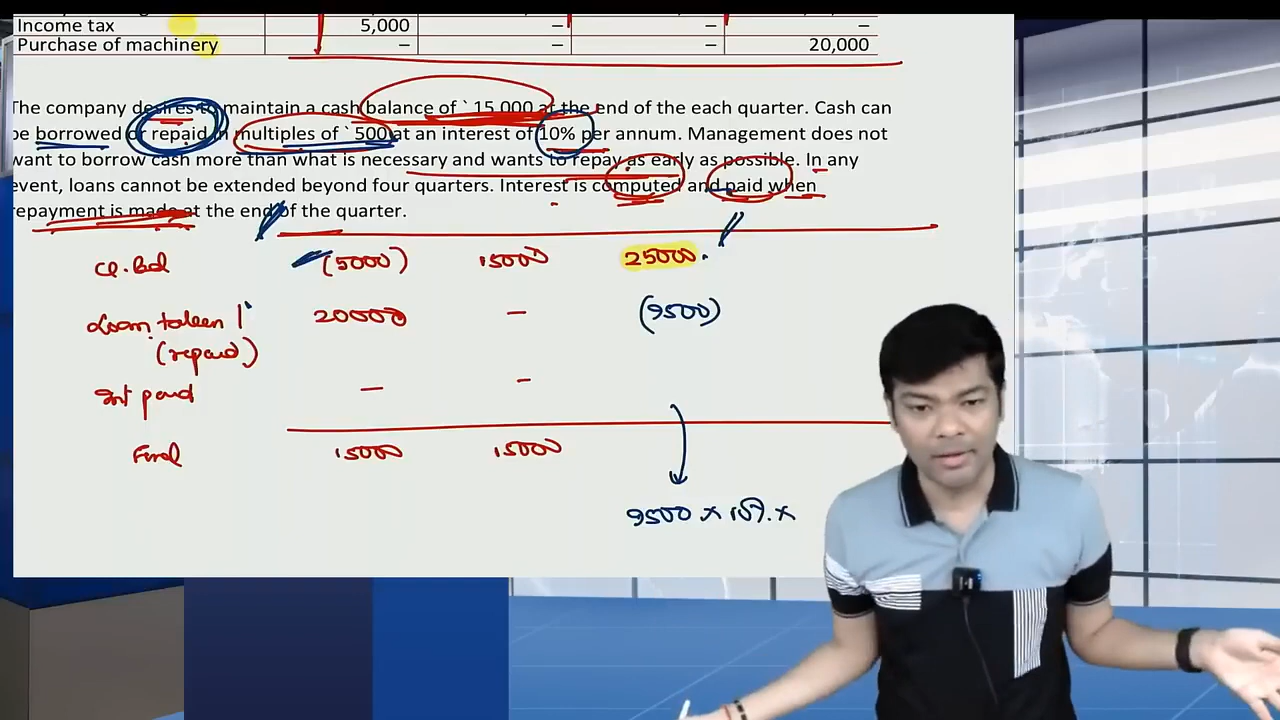 Income tax 5,000 – – –
Purchase of machinery – – – 20,000
The company desires to maintain a cash balance of ` 15,000 at the end of the each quarter. Cash can
be borrowed or repaid in multiples of ` 500 at an interest of 10% per annum. Management does not
want to borrow cash more than what is necessary and wants to repay as early as possible. In any
event, loans cannot be extended beyond four quarters. Interest is computed and paid when
repayment is made at the end of the quarter.
Cl. Bal (5000) 15000 25000
Loan taken / 20000 – (9500)
(repaid)
Int paid – –
Final 15000 15000
9500 × 10% ×